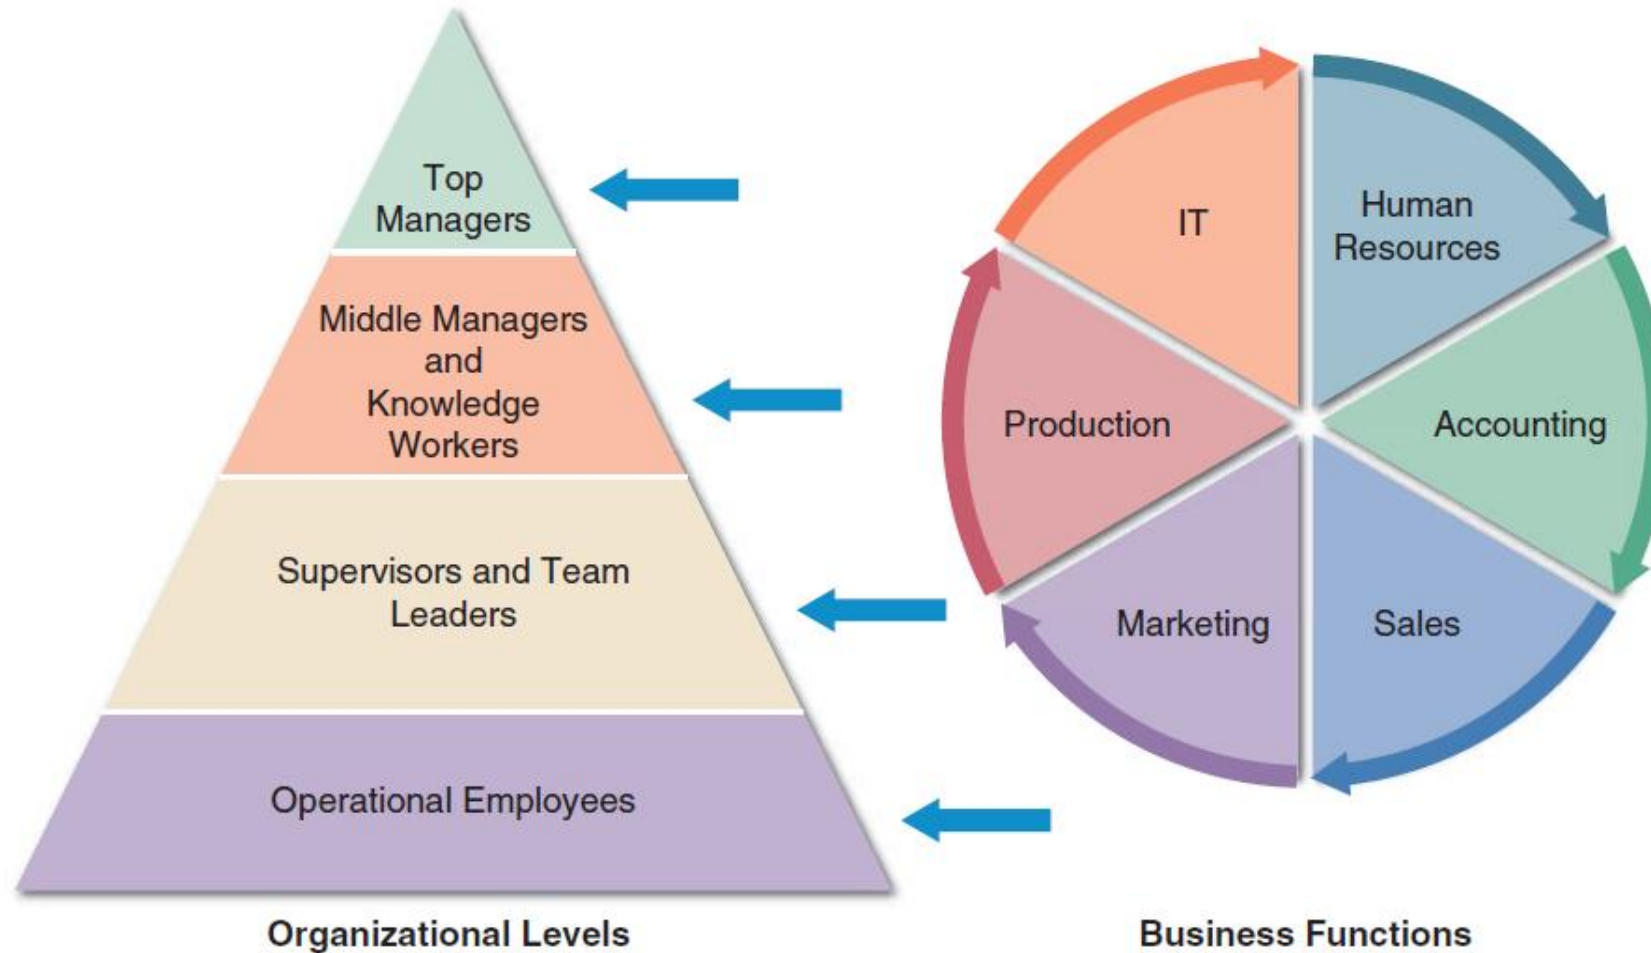 Top
Managers
Middle Managers
and
Knowledge
Workers
Supervisors and Team
Leaders
Operational Employees
Organizational Levels
IT
Human
Resources
Production
Accounting
Marketing
Sales
Business Functions